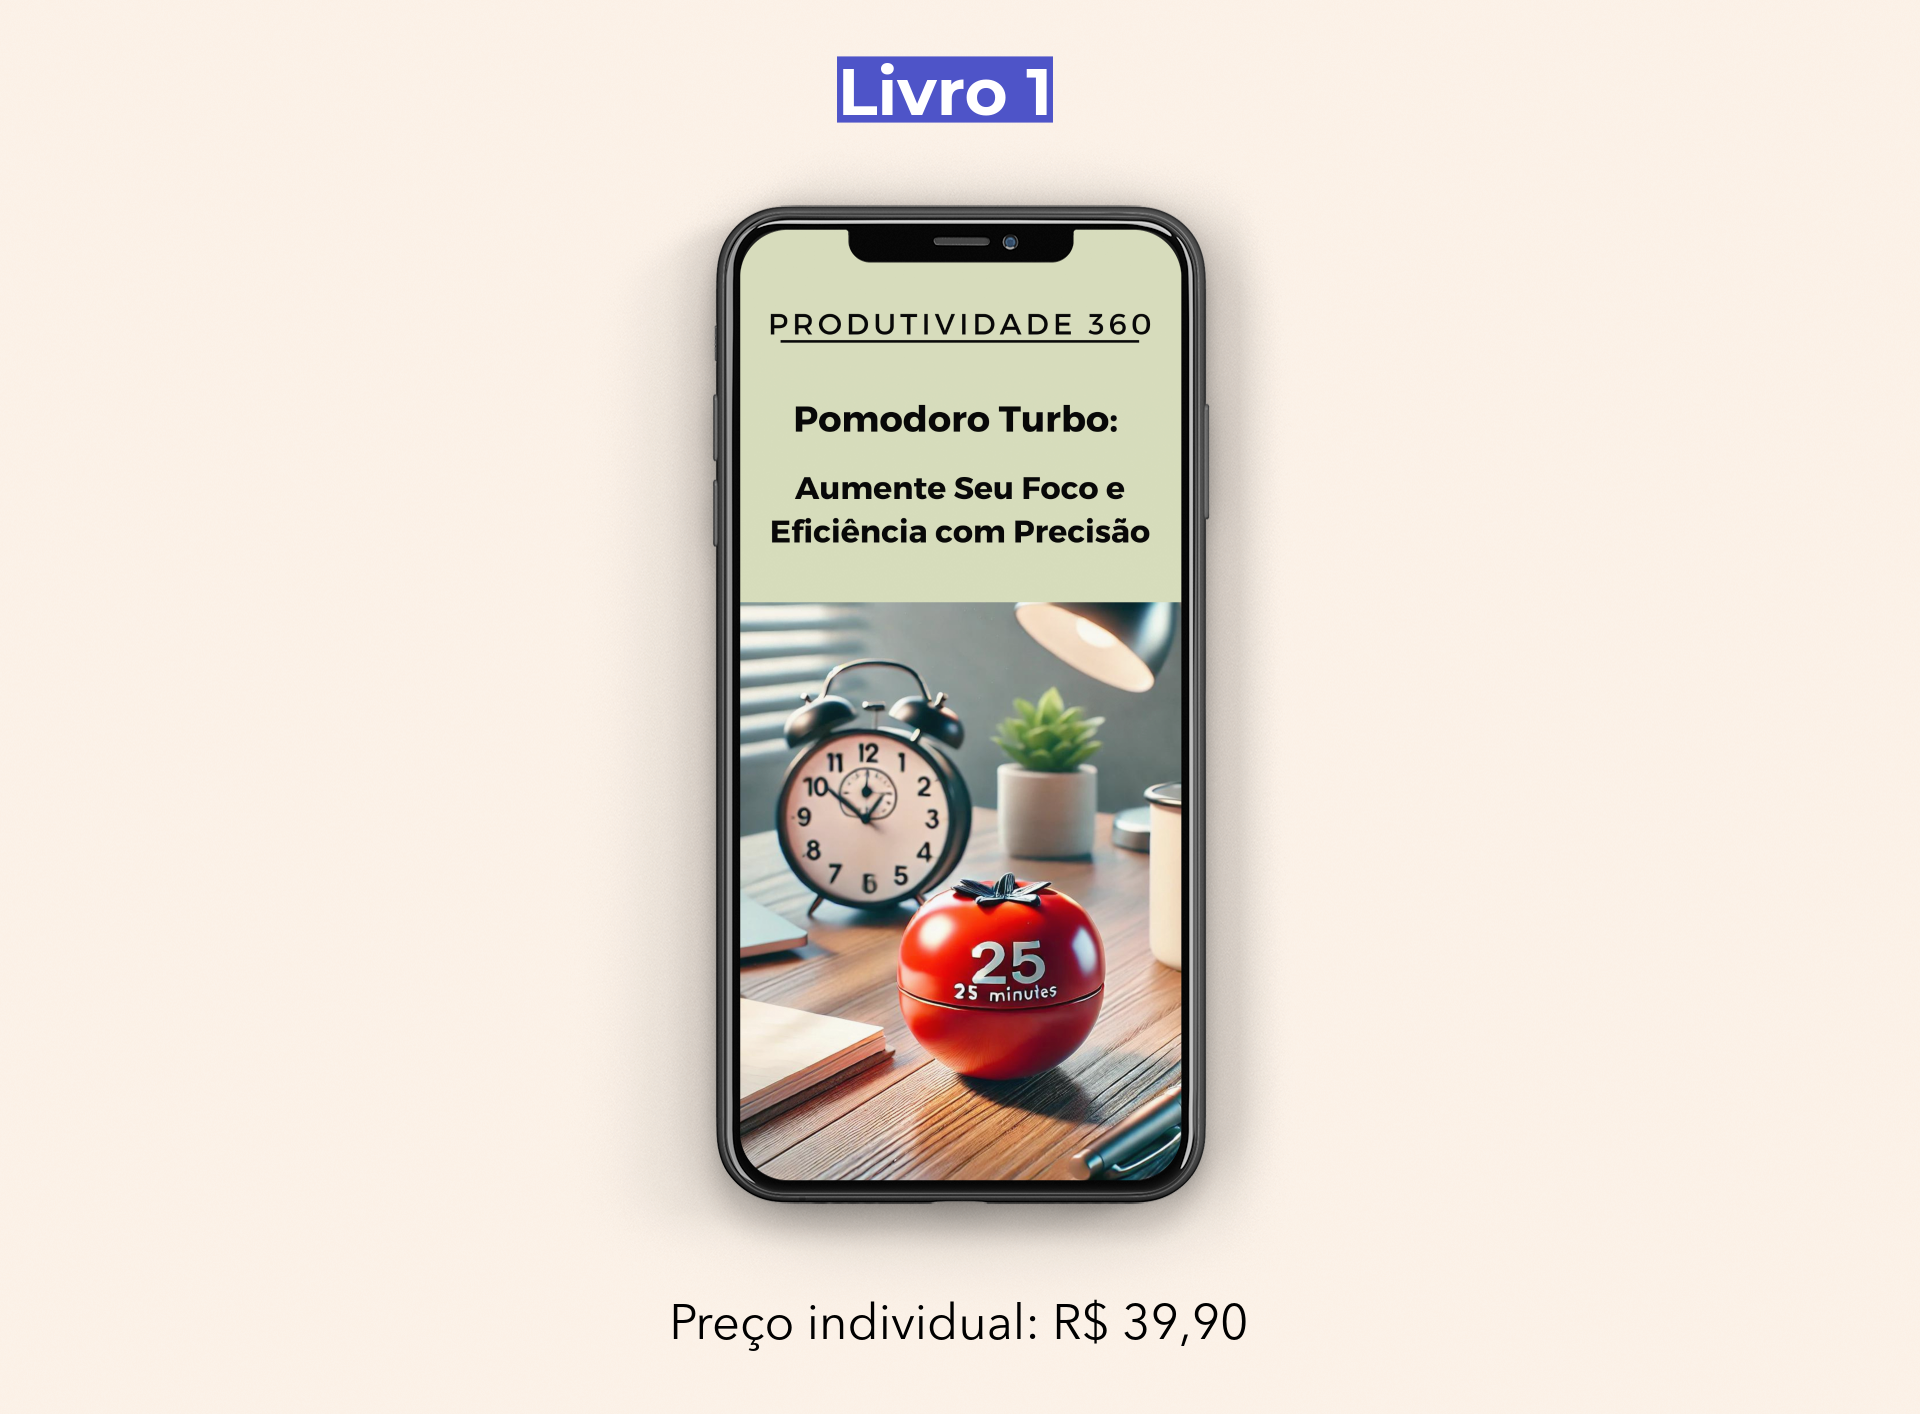 Livro 1
PRODUTIVIDADE 360
Pomodoro Turbo:
Aumente Seu Foco e
Eficiência com Precisão
11 12 1
10 2
9 3
8 4
7 6 5
25
25 minutes
Preço individual: R$ 39,90